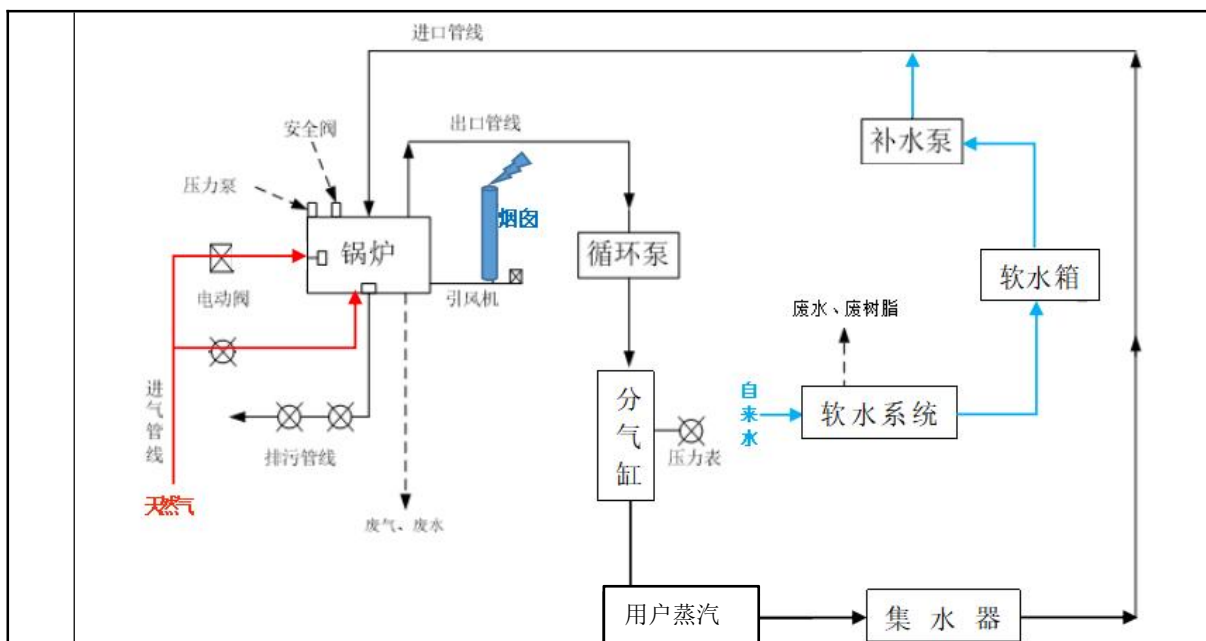 进口管线
安全阀
出口管线
补水泵
压力泵
烟囱
锅炉
循环泵
软水箱
电动阀
引风机
废水、废树脂
进气管线
自来水
软水系统
分气缸
压力表
排污管线
天然气
废气、废水
用户蒸汽
集水器